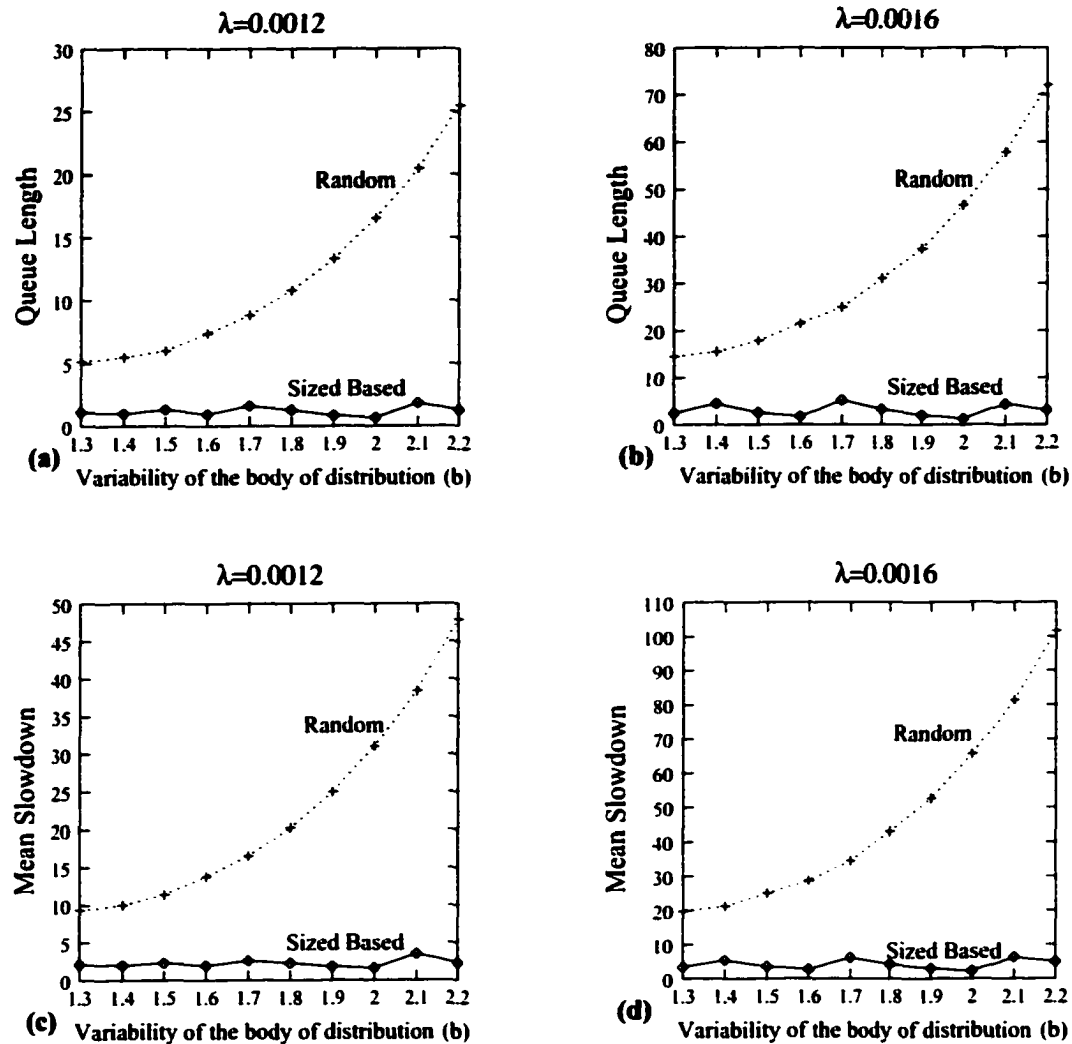 λ=0.0012
30
25
20
15
10
5
0
Queue Length
Random
Sized Based
1.3 1.4 1.5 1.6 1.7 1.8 1.9 2 2.1 2.2
(a)
Variability of the body of distribution (b)
λ=0.0016
80
70
60
50
40
30
20
10
0
Queue Length
Random
Sized Based
1.3 1.4 1.5 1.6 1.7 1.8 1.9 2 2.1 2.2
(b)
Variability of the body of distribution (b)
λ=0.0012
50
45
40
35
30
25
20
15
10
5
0
Mean Slowdown
Random
Sized Based
1.3 1.4 1.5 1.6 1.7 1.8 1.9 2 2.1 2.2
(c)
Variability of the body of distribution (b)
λ=0.0016
110
100
90
80
70
60
50
40
30
20
10
0
Mean Slowdown
Random
Sized Based
1.3 1.4 1.5 1.6 1.7 1.8 1.9 2 2.1 2.2
(d)
Variability of the body of distribution (b)